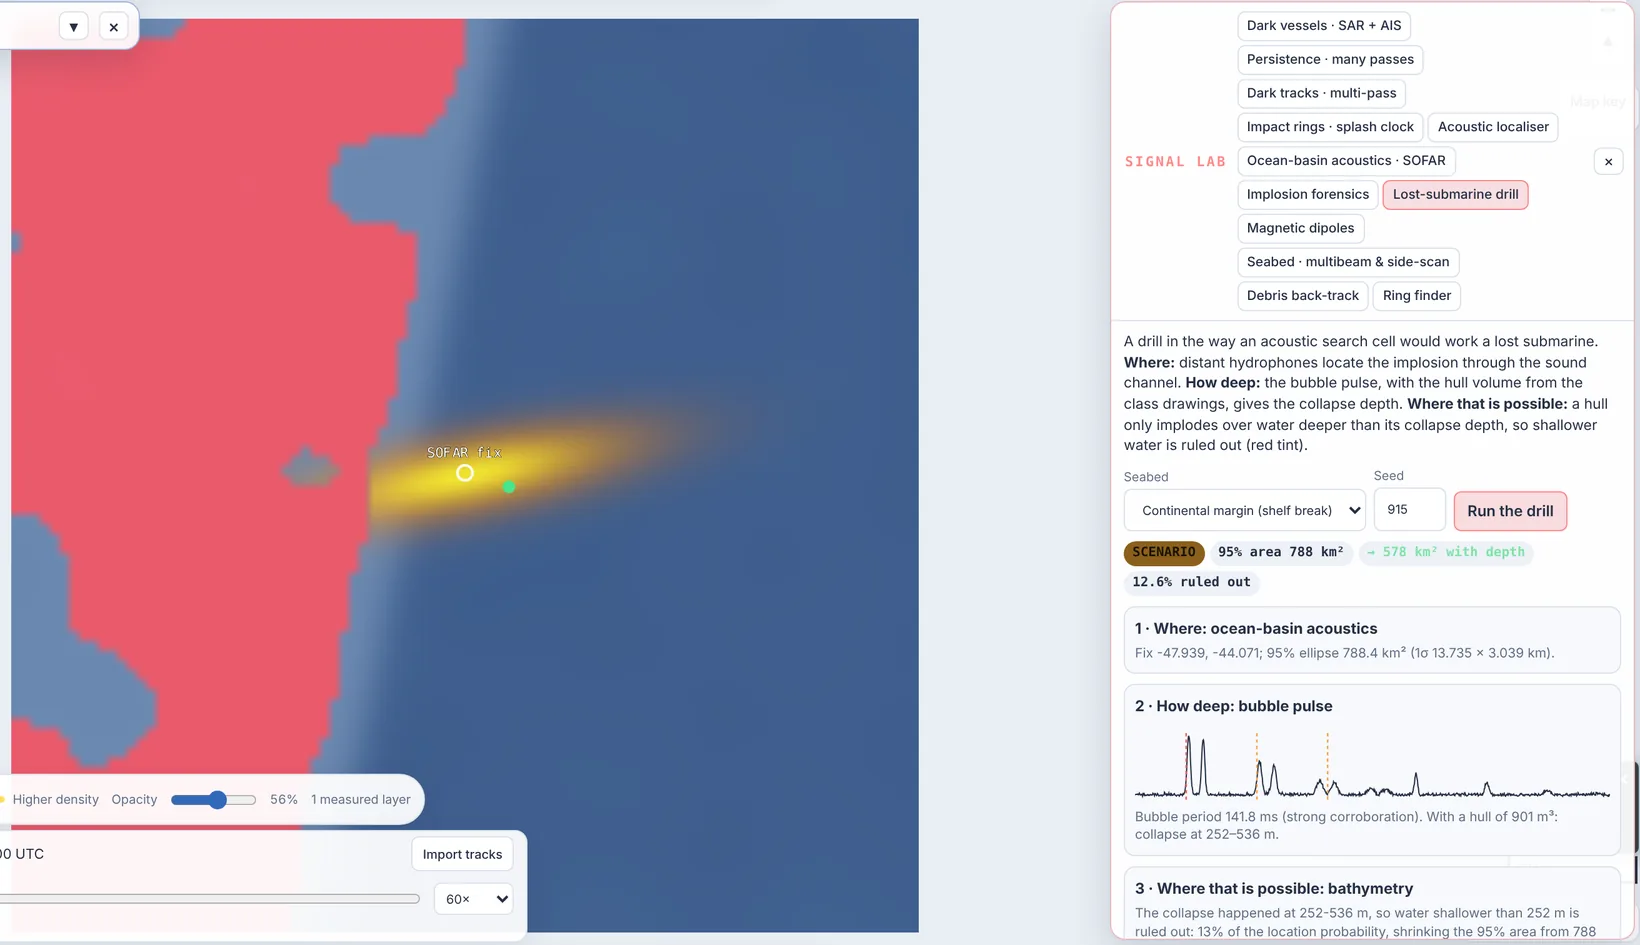 ▼ ×
SOFAR fix
Higher density Opacity 56% 1 measured layer
00 UTC
Import tracks
60×
SIGNAL LAB
Dark vessels · SAR + AIS
Persistence · many passes
Dark tracks · multi-pass
Impact rings · splash clock Acoustic localiser
Ocean-basin acoustics · SOFAR
Implosion forensics Lost-submarine drill
Magnetic dipoles
Seabed · multibeam & side-scan
Debris back-track Ring finder
×
Map key
A drill in the way an acoustic search cell would work a lost submarine.
Where: distant hydrophones locate the implosion through the sound
channel. How deep: the bubble pulse, with the hull volume from the
class drawings, gives the collapse depth. Where that is possible: a hull
only implodes over water deeper than its collapse depth, so shallower
water is ruled out (red tint).
Seabed Seed
Continental margin (shelf break) 915 Run the drill
SCENARIO 95% area 788 km² → 578 km² with depth
12.6% ruled out
1 · Where: ocean-basin acoustics
Fix -47.939, -44.071; 95% ellipse 788.4 km² (1σ 13.735 × 3.039 km).
2 · How deep: bubble pulse
Bubble period 141.8 ms (strong corroboration). With a hull of 901 m³:
collapse at 252–536 m.
3 · Where that is possible: bathymetry
The collapse happened at 252-536 m, so water shallower than 252 m is
ruled out: 13% of the location probability, shrinking the 95% area from 788